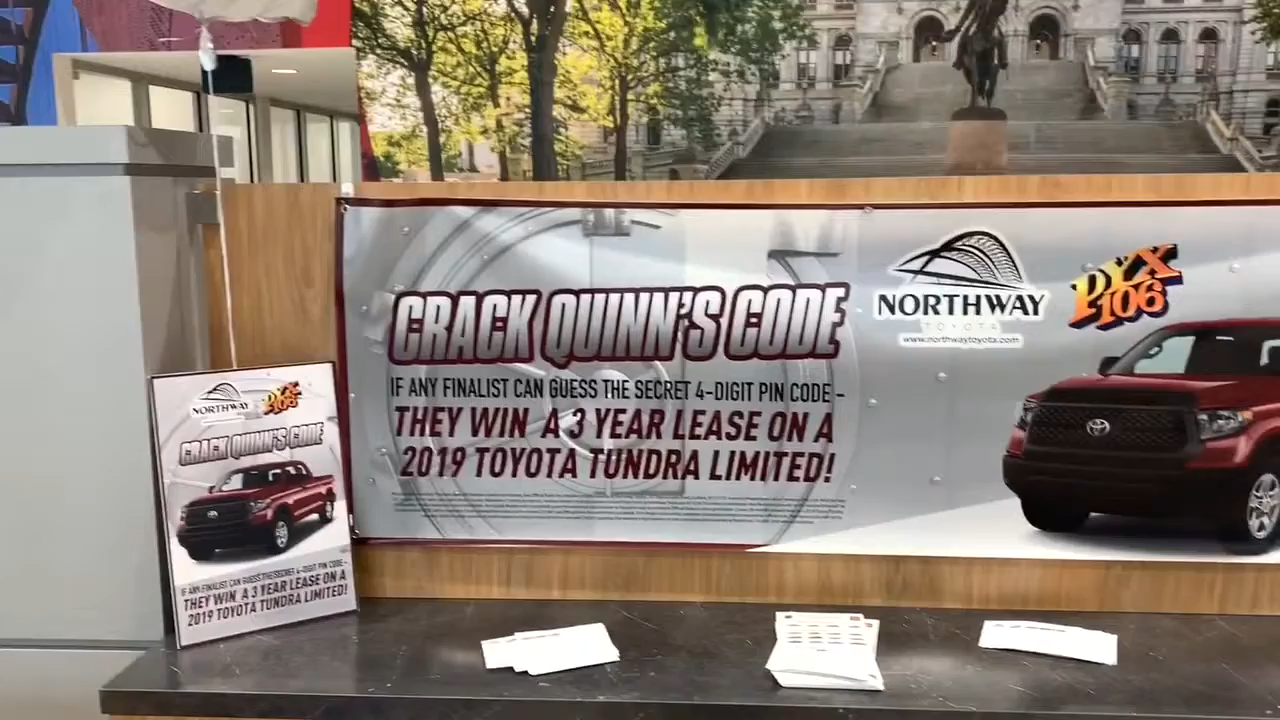 CRACK QUINN'S CODE
IF ANY FINALIST CAN GUESS THE SECRET 4-DIGIT PIN CODE -
THEY WIN A 3 YEAR LEASE ON A
2019 TOYOTA TUNDRA LIMITED!
NORTHWAY
TOYOTA
www.northwaytoyota.com
PYX
106
NORTHWAY
PYX
106
CRACK QUINN'S CODE
IF ANY FINALIST CAN GUESS THE SECRET 4-DIGIT PIN CODE -
THEY WIN A 3 YEAR LEASE ON A
2019 TOYOTA TUNDRA LIMITED!